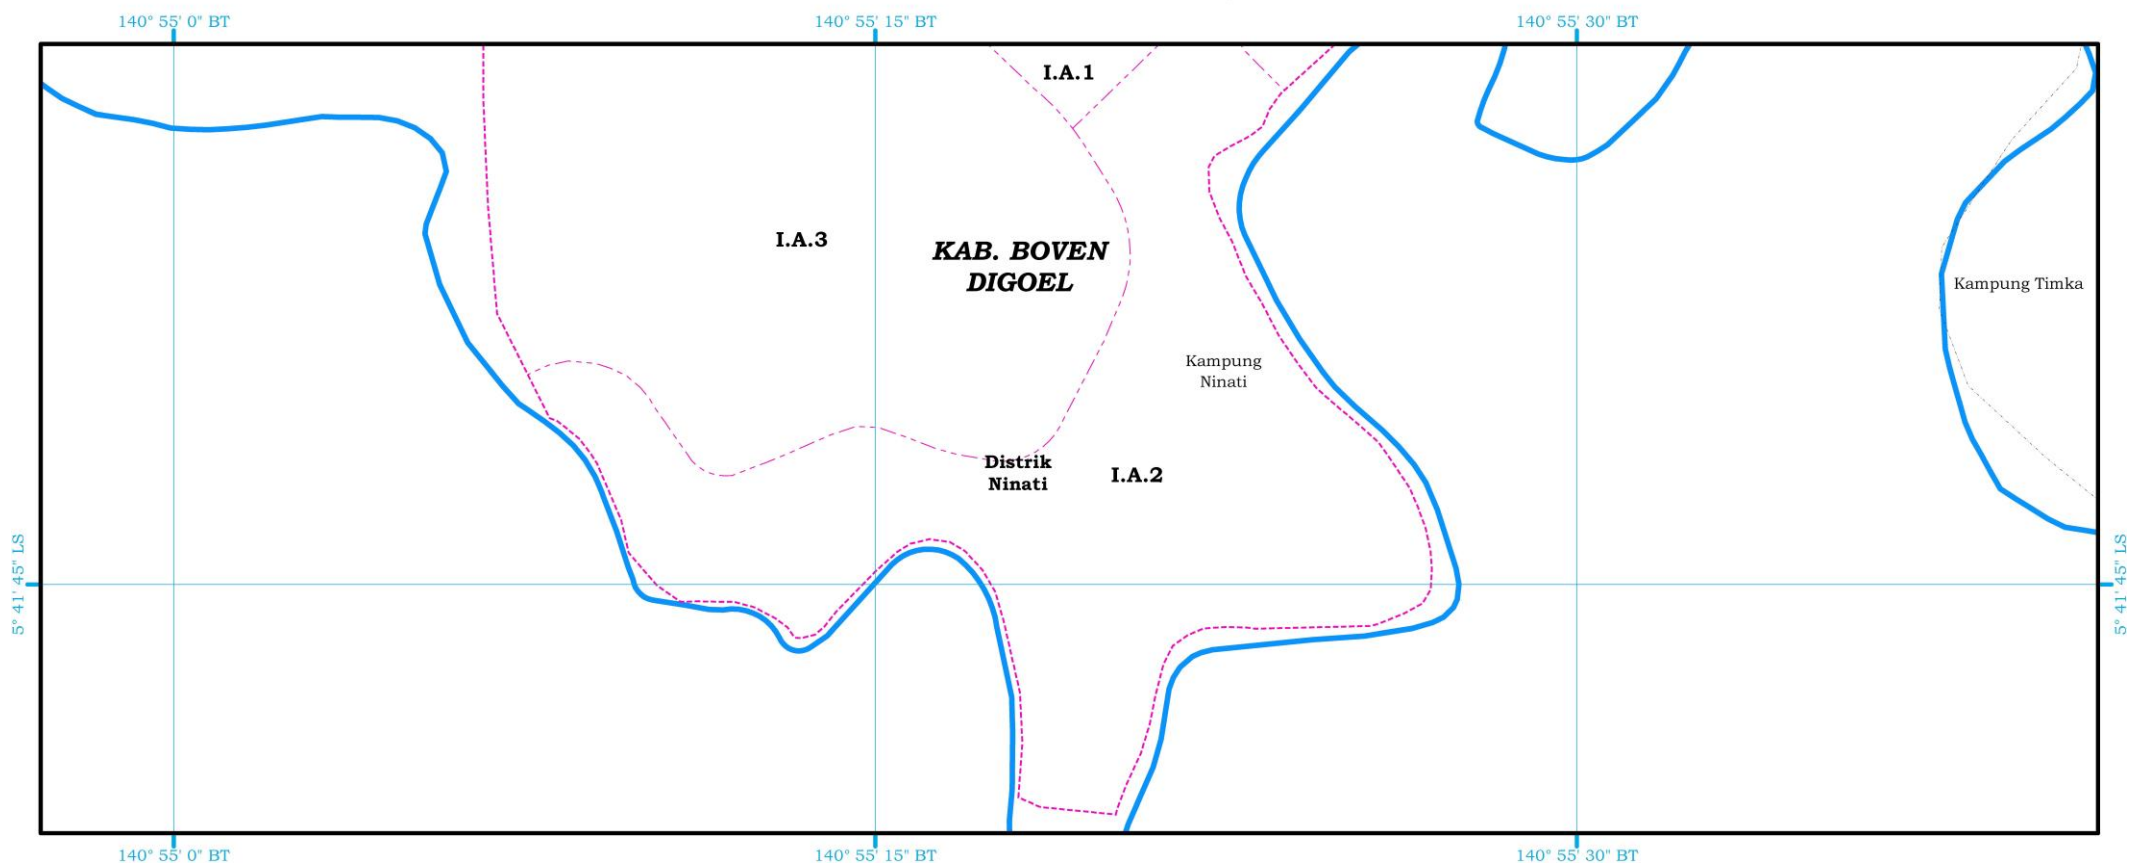 140° 55' 0" BT
140° 55' 15" BT
140° 55' 30" BT
I.A.1
I.A.3
KAB. BOVEN
DIGOEL
Kampung Timka
Kampung
Ninati
Distrik
Ninati
I.A.2
5° 41' 45" LS
5° 41' 45" LS
140° 55' 0" BT
140° 55' 15" BT
140° 55' 30" BT